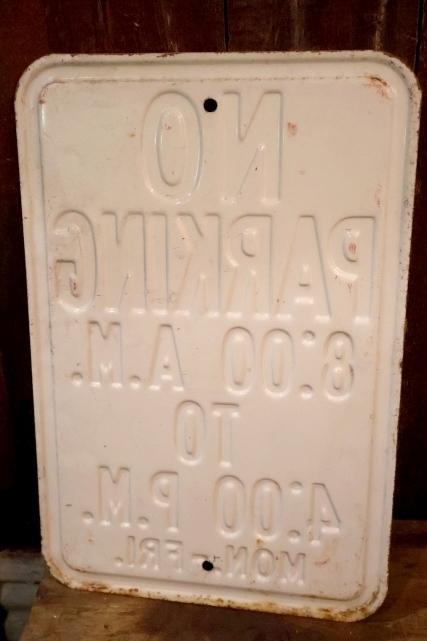 NO
PARKING
8:00 A.M.
TO
4:00 P.M.
MON.-FRI.